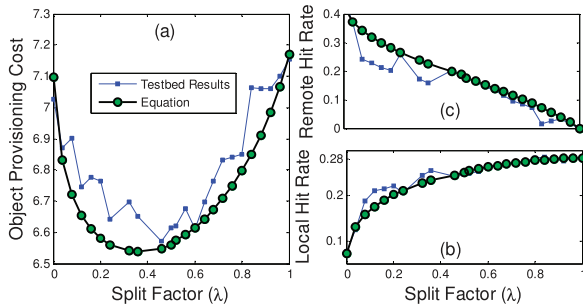 (a)
Object Provisioning Cost
7.3
7.2
7.1
7
6.9
6.8
6.7
6.6
6.5
Testbed Results
Equation
0 0.2 0.4 0.6 0.8 1
Split Factor (λ)
(c)
Remote Hit Rate
0.4
0.3
0.2
0.1
0
(b)
Local Hit Rate
0.28
0.2
0.1
0 0.2 0.4 0.6 0.8 1
Split Factor (λ)